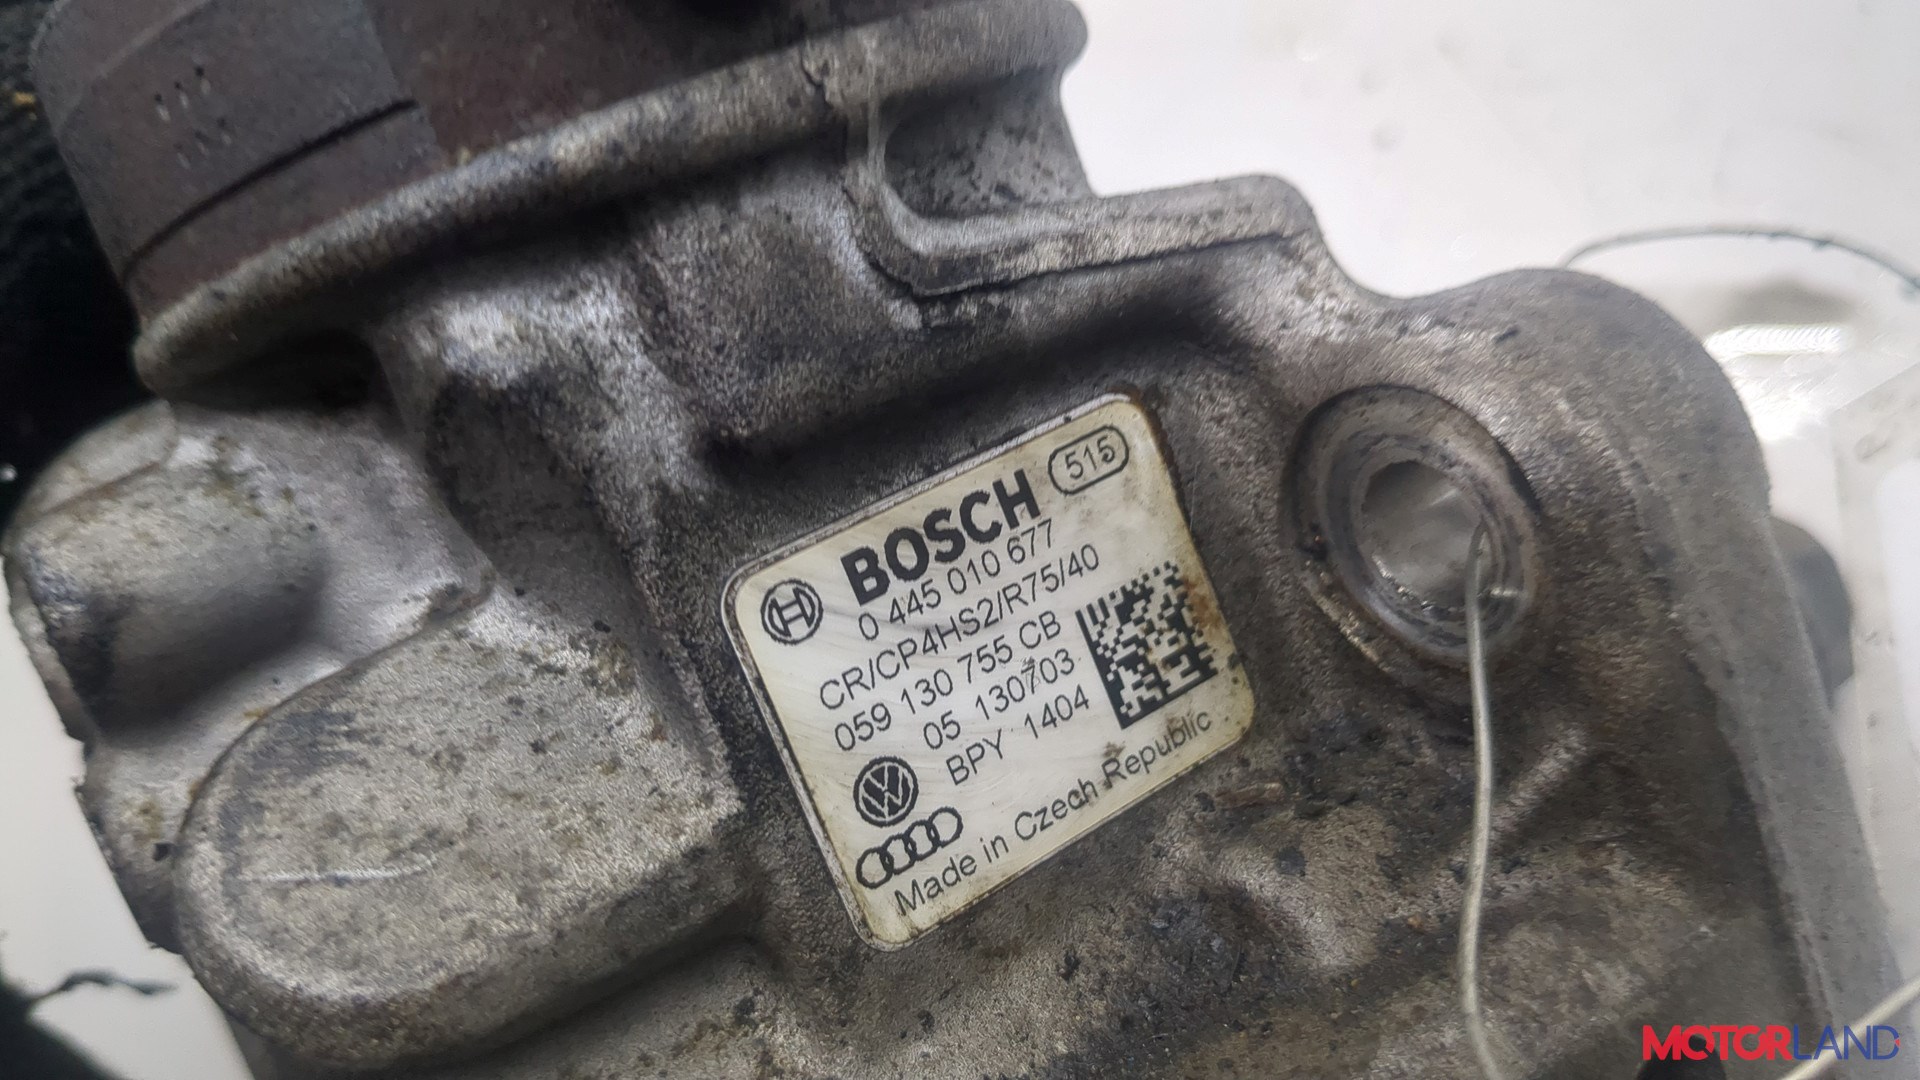 BOSCH 515
0 445 010 677
CR/CP4HS2/R75/40
059 130 755 CB
05 130703
BPY 1404
Made in Czech Republic
MOTORLAND